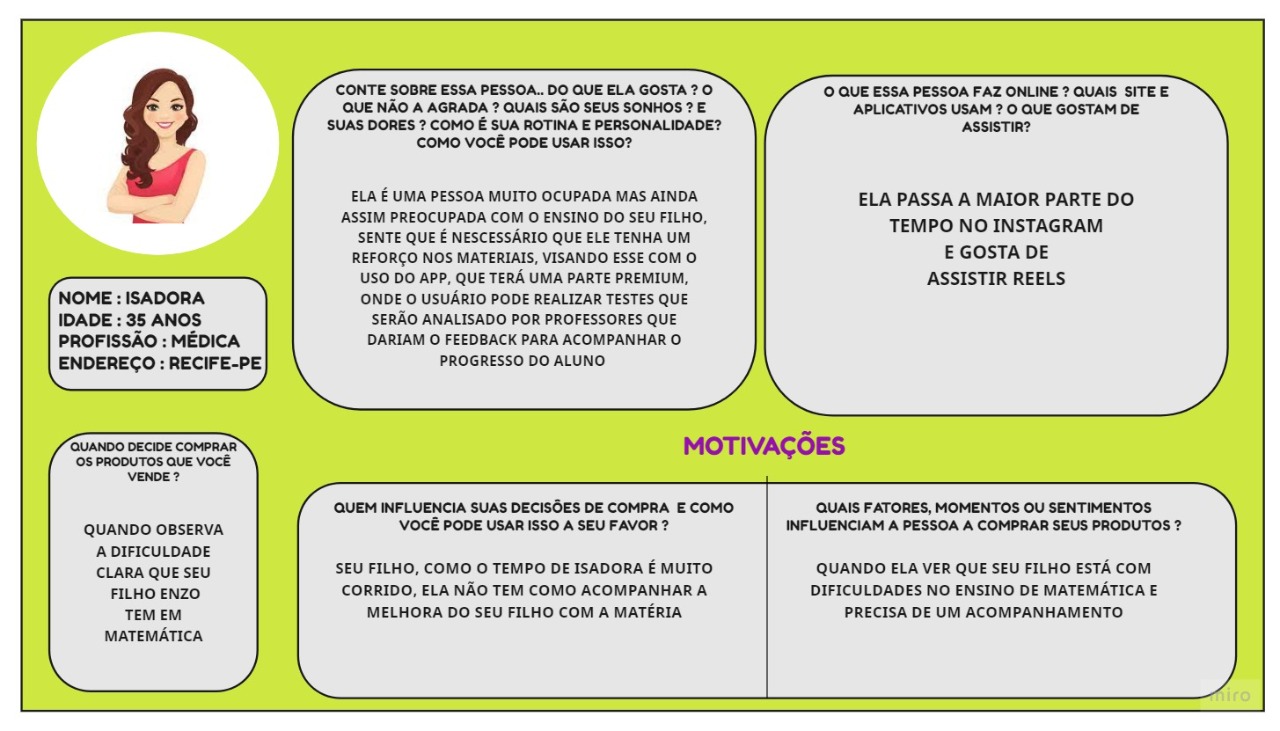 CONTE SOBRE ESSA PESSOA.. DO QUE ELA GOSTA ? O
QUE NÃO A AGRADA ? QUAIS SÃO SEUS SONHOS ? E
SUAS DORES ? COMO É SUA ROTINA E PERSONALIDADE?
COMO VOCÊ PODE USAR ISSO?
ELA É UMA PESSOA MUITO OCUPADA MAS AINDA
ASSIM PREOCUPADA COM O ENSINO DO SEU FILHO,
SENTE QUE É NESCESSÁRIO QUE ELE TENHA UM
REFORÇO NOS MATERIAIS, VISANDO ESSE COM O
USO DO APP, QUE TERÁ UMA PARTE PREMIUM,
ONDE O USUÁRIO PODE REALIZAR TESTES QUE
SERÃO ANALISADO POR PROFESSORES QUE
DARIAM O FEEDBACK PARA ACOMPANHAR O
PROGRESSO DO ALUNO
O QUE ESSA PESSOA FAZ ONLINE ? QUAIS SITE E
APLICATIVOS USAM ? O QUE GOSTAM DE
ASSISTIR?
ELA PASSA A MAIOR PARTE DO
TEMPO NO INSTAGRAM
E GOSTA DE
ASSISTIR REELS
NOME : ISADORA
IDADE : 35 ANOS
PROFISSÃO : MÉDICA
ENDEREÇO : RECIFE-PE
QUANDO DECIDE COMPRAR
OS PRODUTOS QUE VOCÊ
VENDE ?
QUANDO OBSERVA
A DIFICULDADE
CLARA QUE SEU
FILHO ENZO
TEM EM
MATEMÁTICA
MOTIVAÇÕES
QUEM INFLUENCIA SUAS DECISÕES DE COMPRA E COMO
VOCÊ PODE USAR ISSO A SEU FAVOR ?
SEU FILHO, COMO O TEMPO DE ISADORA É MUITO
CORRIDO, ELA NÃO TEM COMO ACOMPANHAR A
MELHORA DO SEU FILHO COM A MATÉRIA
QUAIS FATORES, MOMENTOS OU SENTIMENTOS
INFLUENCIAM A PESSOA A COMPRAR SEUS PRODUTOS ?
QUANDO ELA VER QUE SEU FILHO ESTÁ COM
DIFICULDADES NO ENSINO DE MATEMÁTICA E
PRECISA DE UM ACOMPANHAMENTO
miro